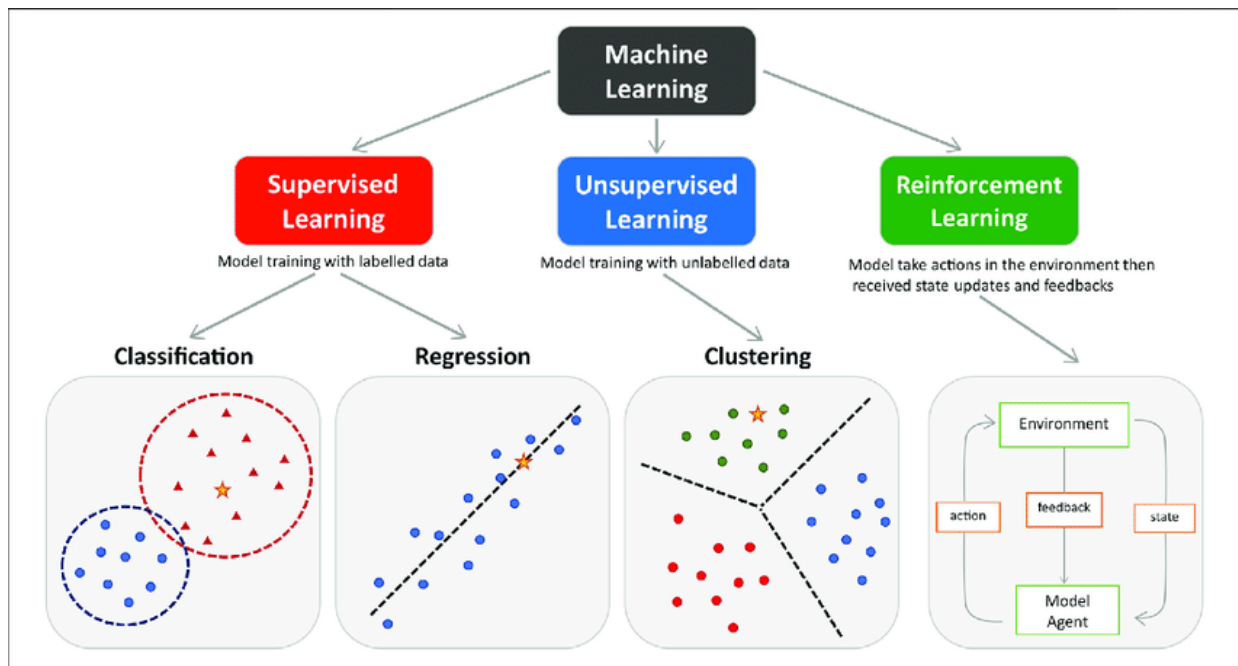 Machine
Learning
Supervised
Learning
Unsupervised
Learning
Reinforcement
Learning
Model training with labelled data
Model training with unlabelled data
Model take actions in the environment then
received state updates and feedbacks
Classification
Regression
Clustering
Environment
action
feedback
state
Model
Agent